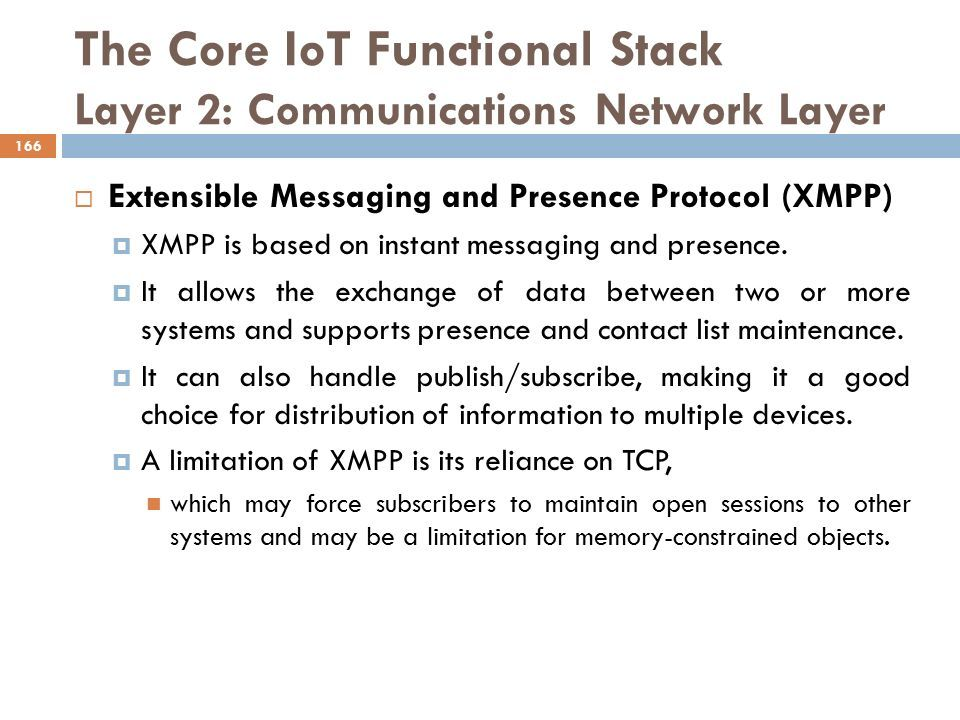 The Core IoT Functional Stack
Layer 2: Communications Network Layer
166
Extensible Messaging and Presence Protocol (XMPP)
XMPP is based on instant messaging and presence.
It allows the exchange of data between two or more
systems and supports presence and contact list maintenance.
It can also handle publish/subscribe, making it a good
choice for distribution of information to multiple devices.
A limitation of XMPP is its reliance on TCP,
which may force subscribers to maintain open sessions to other
systems and may be a limitation for memory-constrained objects.